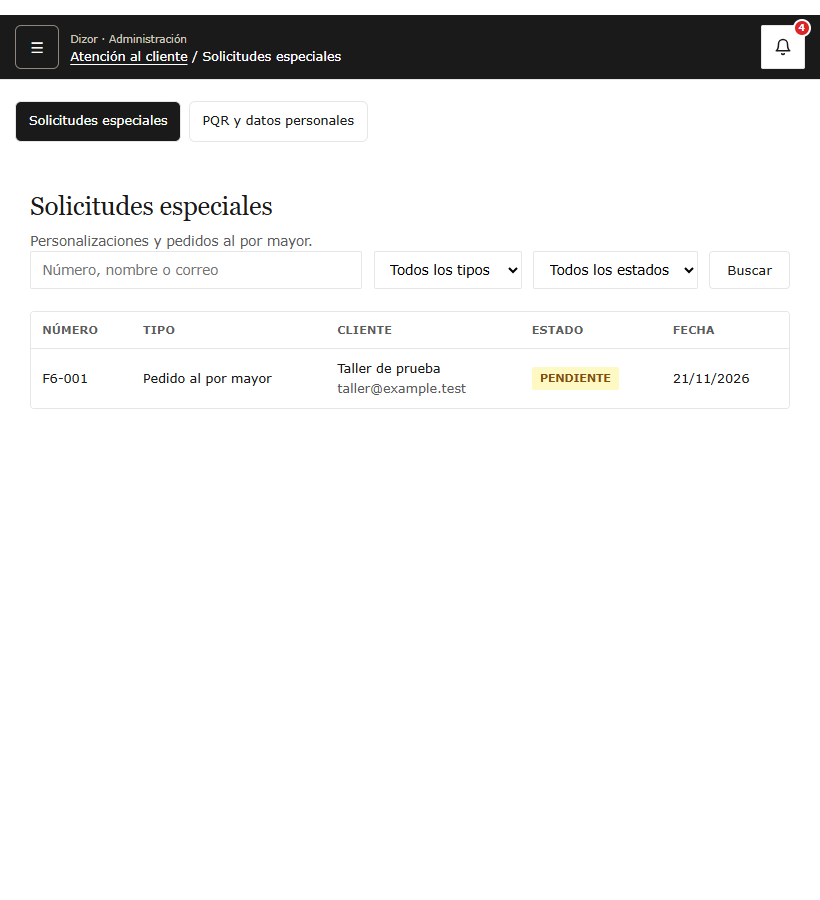 ☰
Dizor · Administración
Atención al cliente / Solicitudes especiales
4
Solicitudes especiales
PQR y datos personales
Solicitudes especiales
Personalizaciones y pedidos al por mayor.
Número, nombre o correo
Todos los tipos
Todos los estados
Buscar
NÚMERO TIPO CLIENTE ESTADO FECHA
F6-001 Pedido al por mayor Taller de prueba PENDIENTE 21/11/2026
taller@example.test